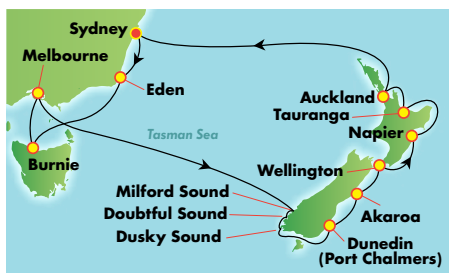 Sydney
Melbourne
Eden
Auckland
Tauranga
Tasman Sea
Napier
Burnie
Wellington
Milford Sound
Doubtful Sound
Akaroa
Dusky Sound
Dunedin
(Port Chalmers)